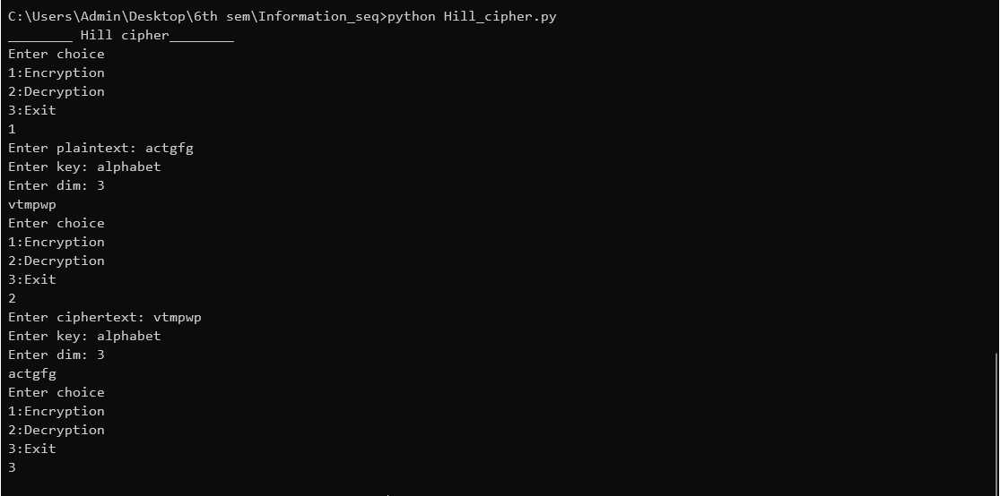 C:\Users\Admin\Desktop\6th sem\Information_seq>python Hill_cipher.py
________ Hill cipher________
Enter choice
1:Encryption
2:Decryption
3:Exit
1
Enter plaintext: actgfg
Enter key: alphabet
Enter dim: 3
vtmpwp
Enter choice
1:Encryption
2:Decryption
3:Exit
2
Enter ciphertext: vtmpwp
Enter key: alphabet
Enter dim: 3
actgfg
Enter choice
1:Encryption
2:Decryption
3:Exit
3